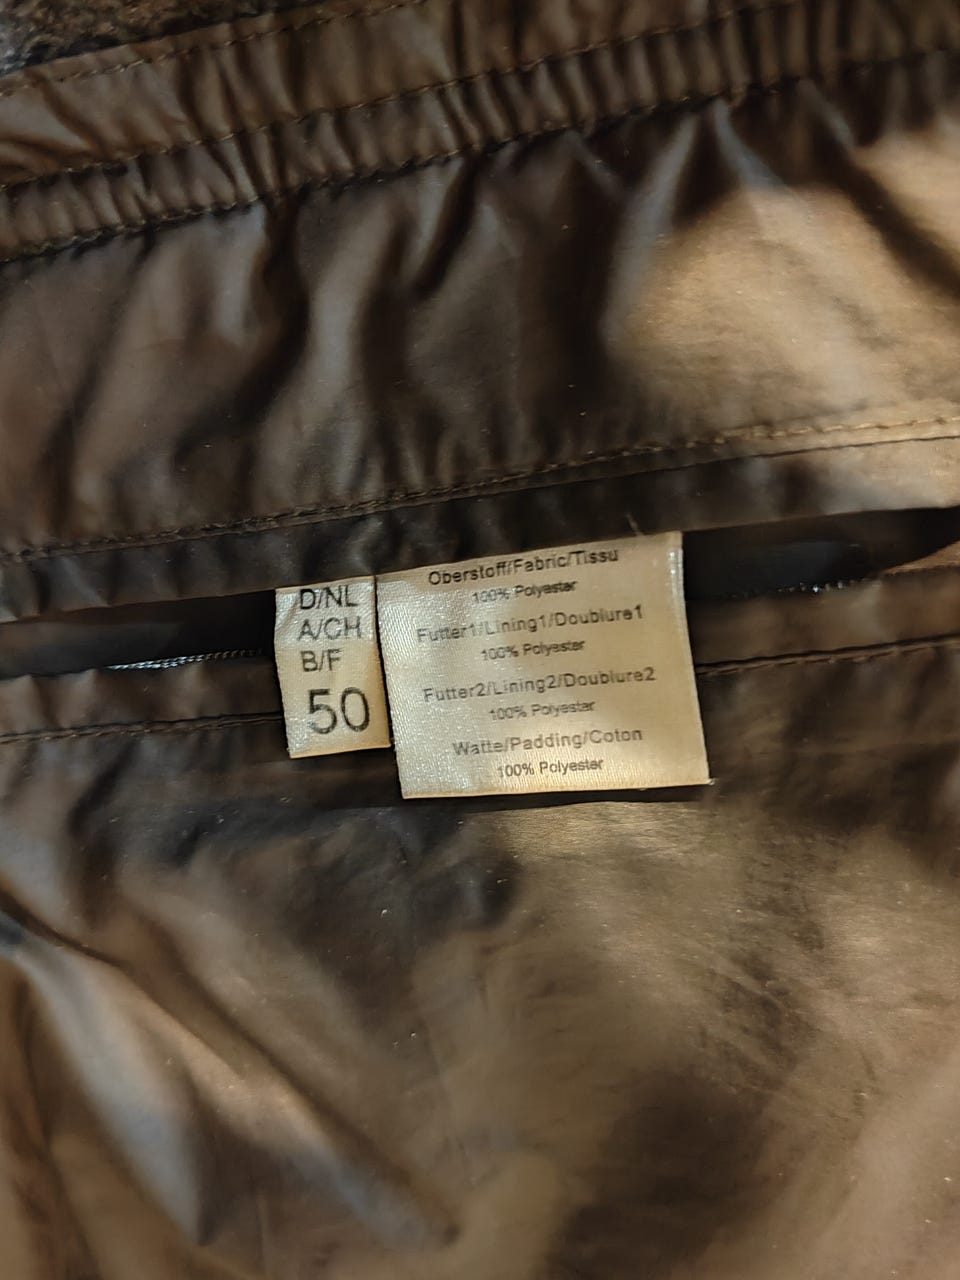 D/NL
A/CH
B/F
50
Oberstoff/Fabric/Tissu
100% Polyester
Futter1/Lining1/Doublure1
100% Polyester
Futter2/Lining2/Doublure2
100% Polyester
Watte/Padding/Coton
100% Polyester